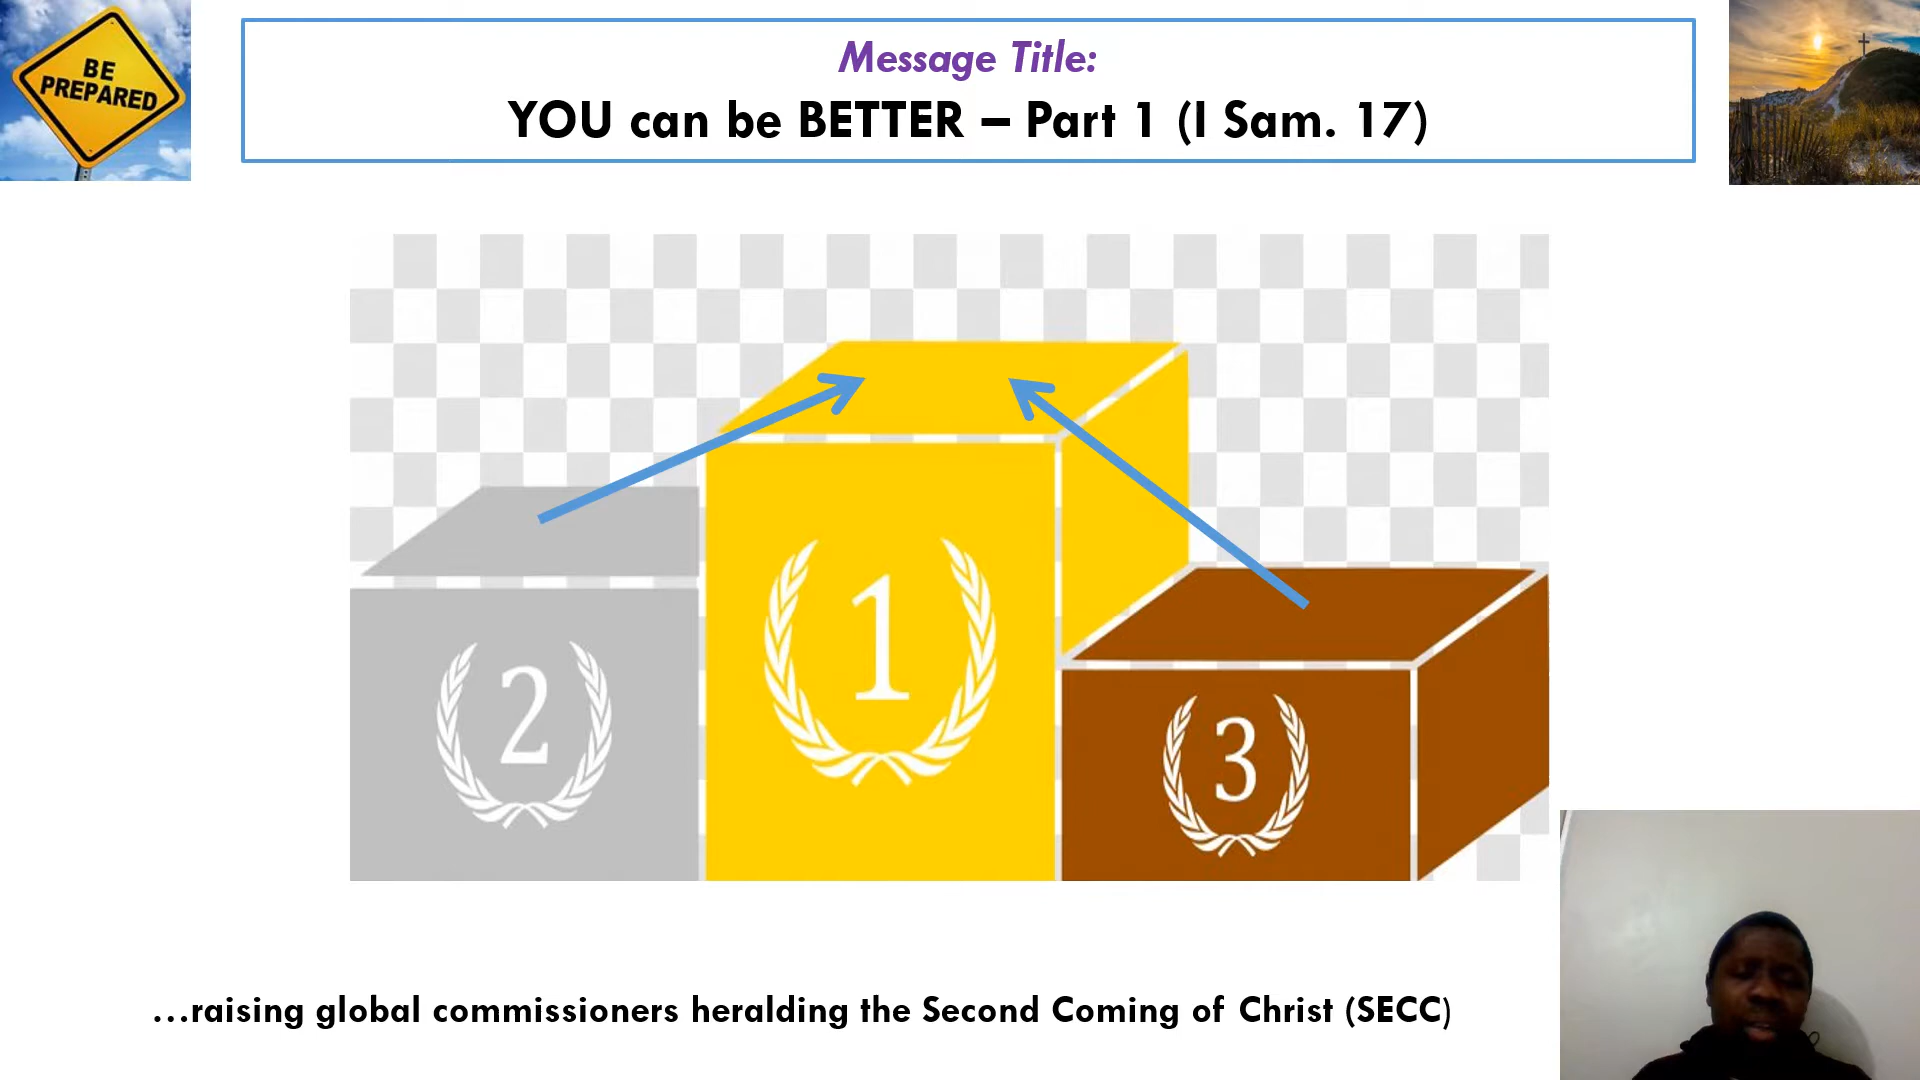 BE
PREPARED
Message Title:
YOU can be BETTER – Part 1 (I Sam. 17)
1
2
3
…raising global commissioners heralding the Second Coming of Christ (SECC)